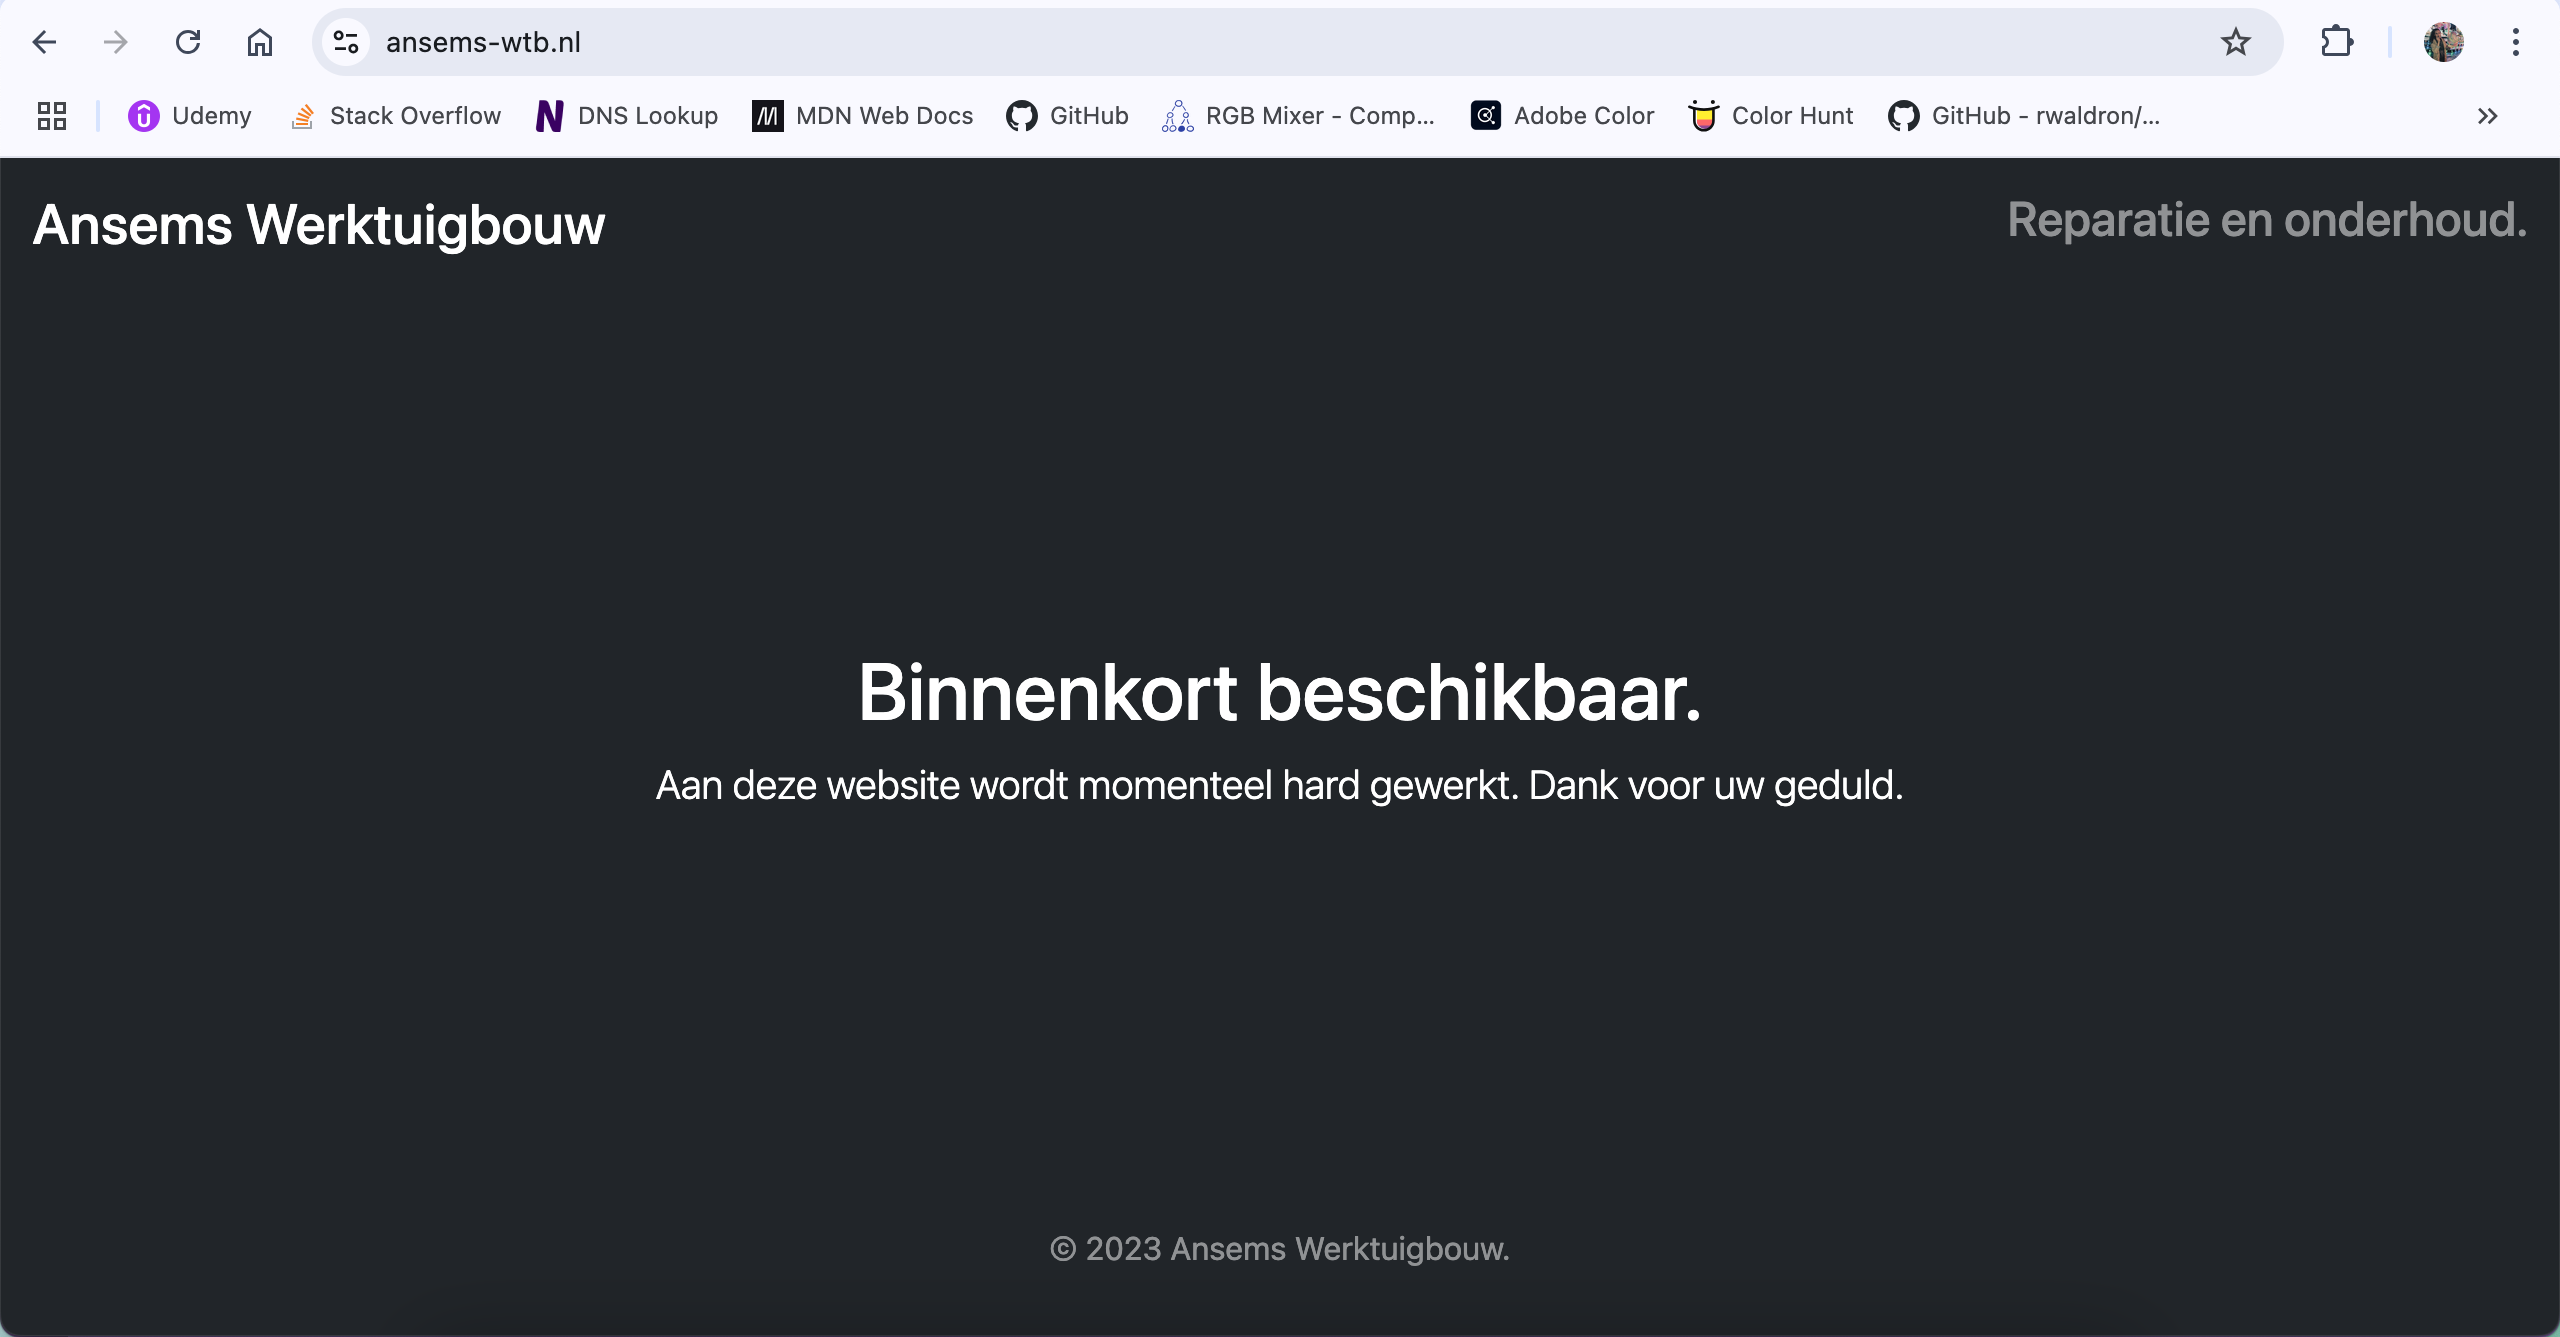 ansems-wtb.nl
Udemy Stack Overflow DNS Lookup MDN Web Docs GitHub RGB Mixer - Comp... Adobe Color Color Hunt GitHub - rwaldron/...
Ansems Werktuigbouw
Reparatie en onderhoud.
Binnenkort beschikbaar.
Aan deze website wordt momenteel hard gewerkt. Dank voor uw geduld.
© 2023 Ansems Werktuigbouw.